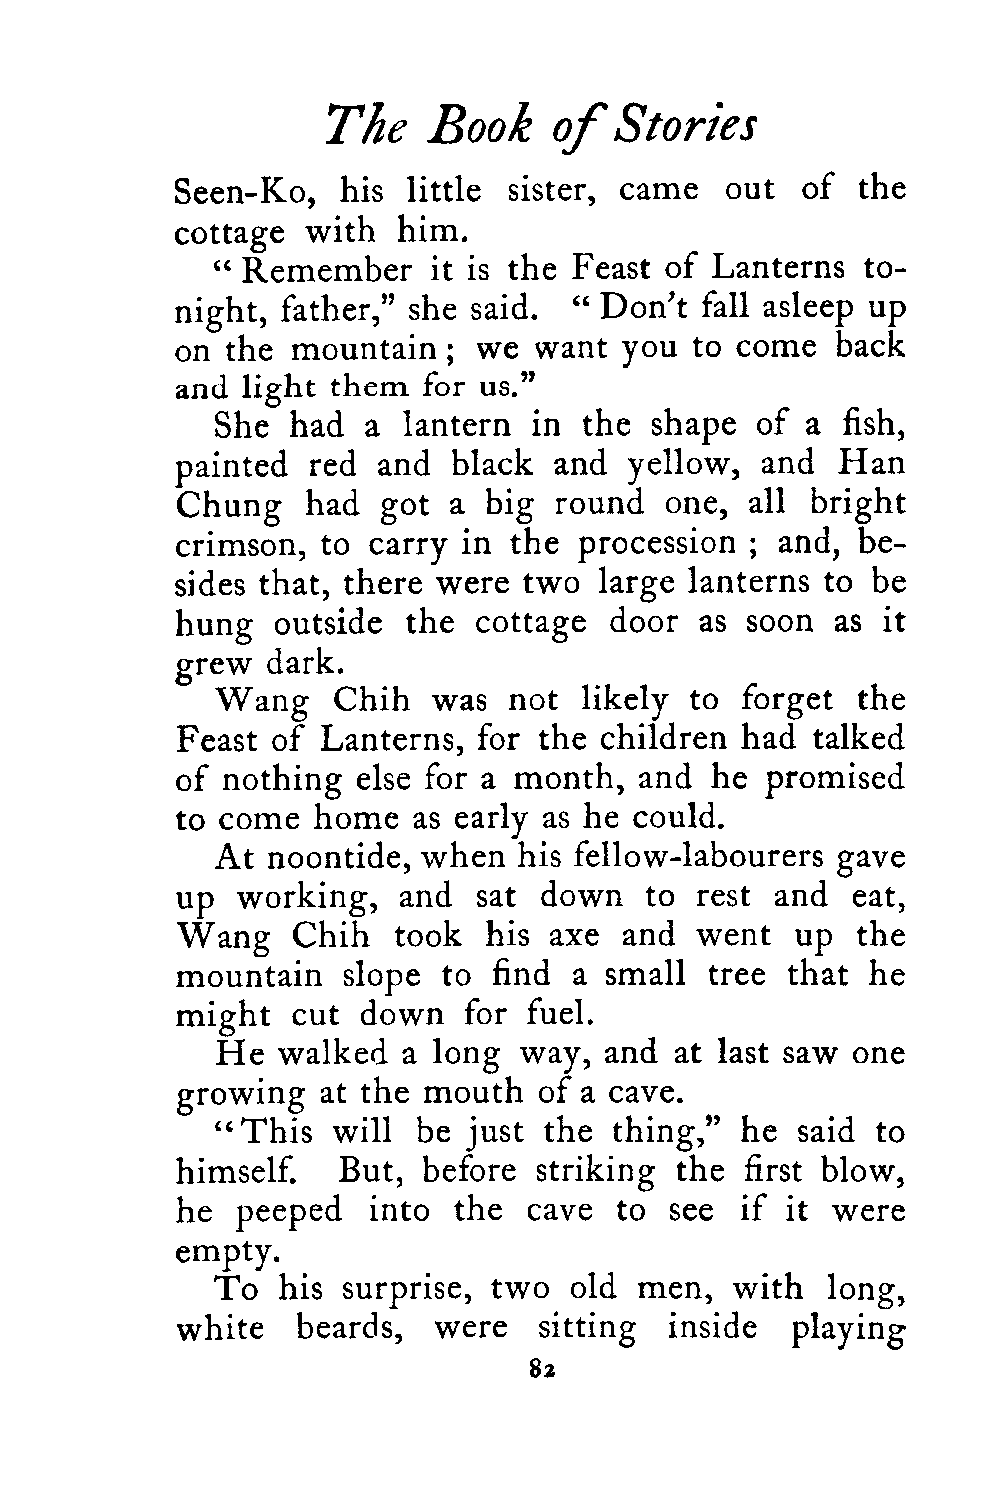 The Book of Stories
Seen-Ko, his little sister, came out of the
cottage with him.
“ Remember it is the Feast of Lanterns to-
night, father,” she said. “ Don’t fall asleep up
on the mountain ; we want you to come back
and light them for us.”
She had a lantern in the shape of a fish,
painted red and black and yellow, and Han
Chung had got a big round one, all bright
crimson, to carry in the procession ; and, be-
sides that, there were two large lanterns to be
hung outside the cottage door as soon as it
grew dark.
Wang Chih was not likely to forget the
Feast of Lanterns, for the children had talked
of nothing else for a month, and he promised
to come home as early as he could.
At noontide, when his fellow-labourers gave
up working, and sat down to rest and eat,
Wang Chih took his axe and went up the
mountain slope to find a small tree that he
might cut down for fuel.
He walked a long way, and at last saw one
growing at the mouth of a cave.
“This will be just the thing,” he said to
himself. But, before striking the first blow,
he peeped into the cave to see if it were
empty.
To his surprise, two old men, with long,
white beards, were sitting inside playing
82